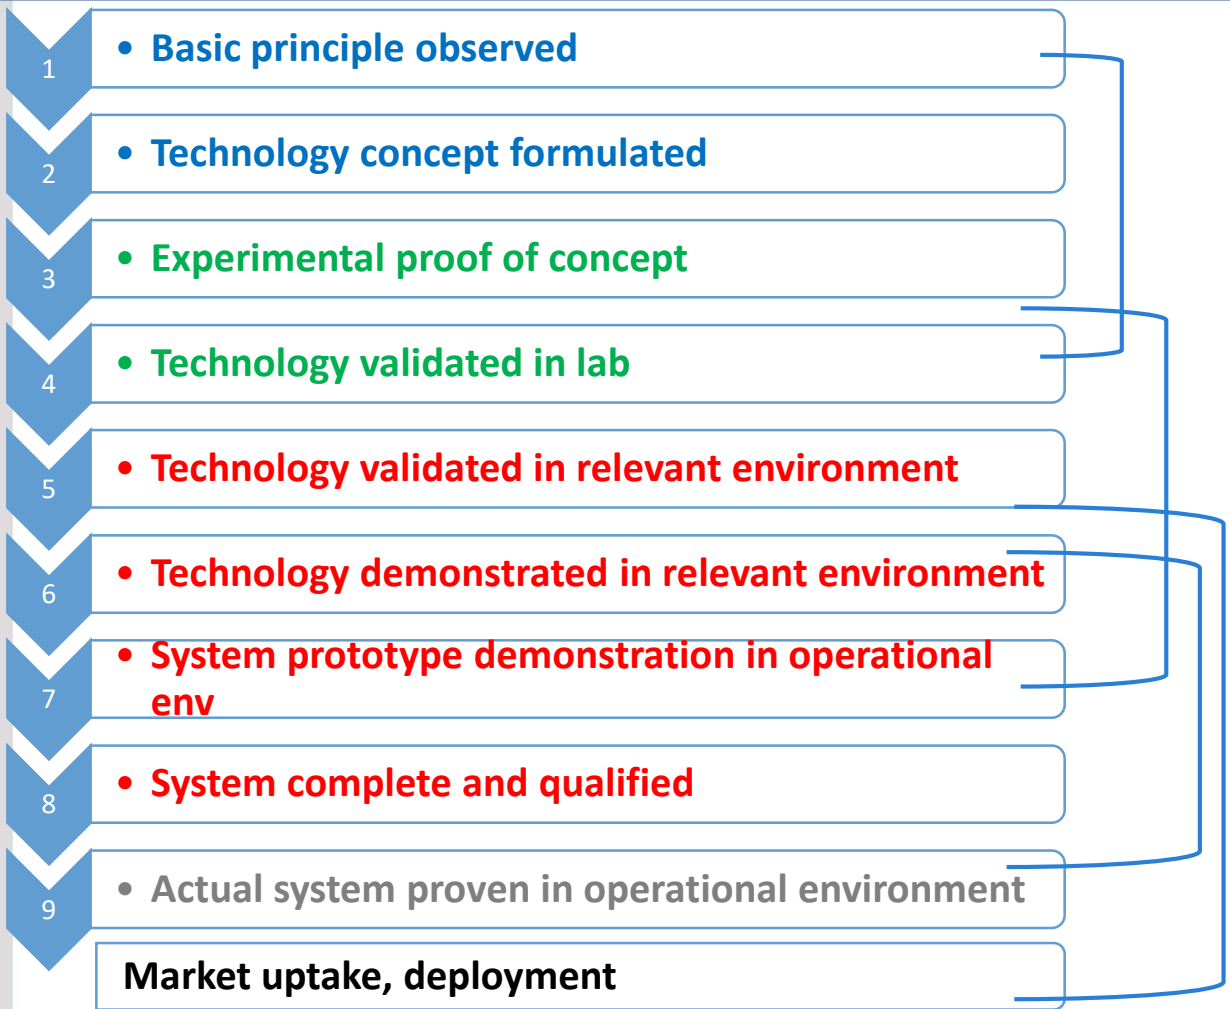 1
• Basic principle observed
2
• Technology concept formulated
3
• Experimental proof of concept
4
• Technology validated in lab
5
• Technology validated in relevant environment
6
• Technology demonstrated in relevant environment
7
• System prototype demonstration in operational
env
8
• System complete and qualified
9
• Actual system proven in operational environment
Market uptake, deployment